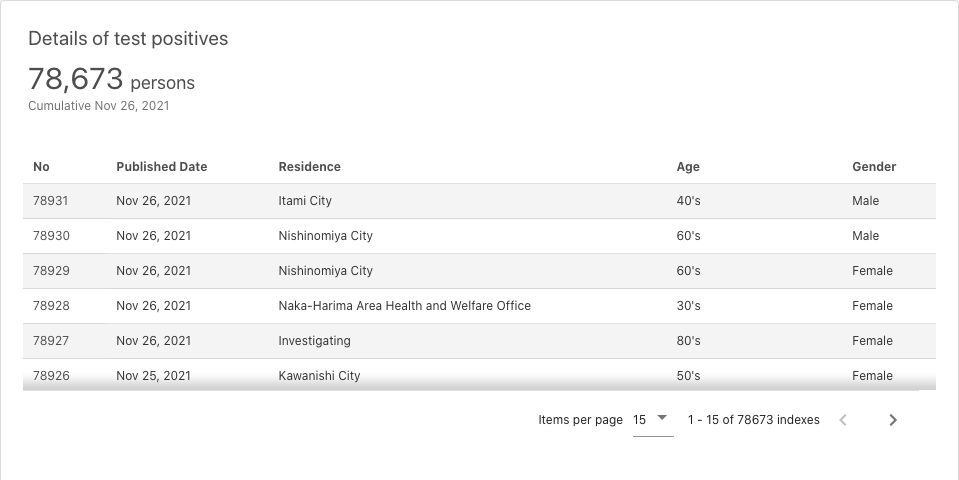 Details of test positives
78,673 persons
Cumulative Nov 26, 2021
No Published Date Residence Age Gender
78931 Nov 26, 2021 Itami City 40's Male
78930 Nov 26, 2021 Nishinomiya City 60's Male
78929 Nov 26, 2021 Nishinomiya City 60's Female
78928 Nov 26, 2021 Naka-Harima Area Health and Welfare Office 30's Female
78927 Nov 26, 2021 Investigating 80's Female
78926 Nov 25, 2021 Kawanishi City 50's Female
Items per page 15 1 - 15 of 78673 indexes